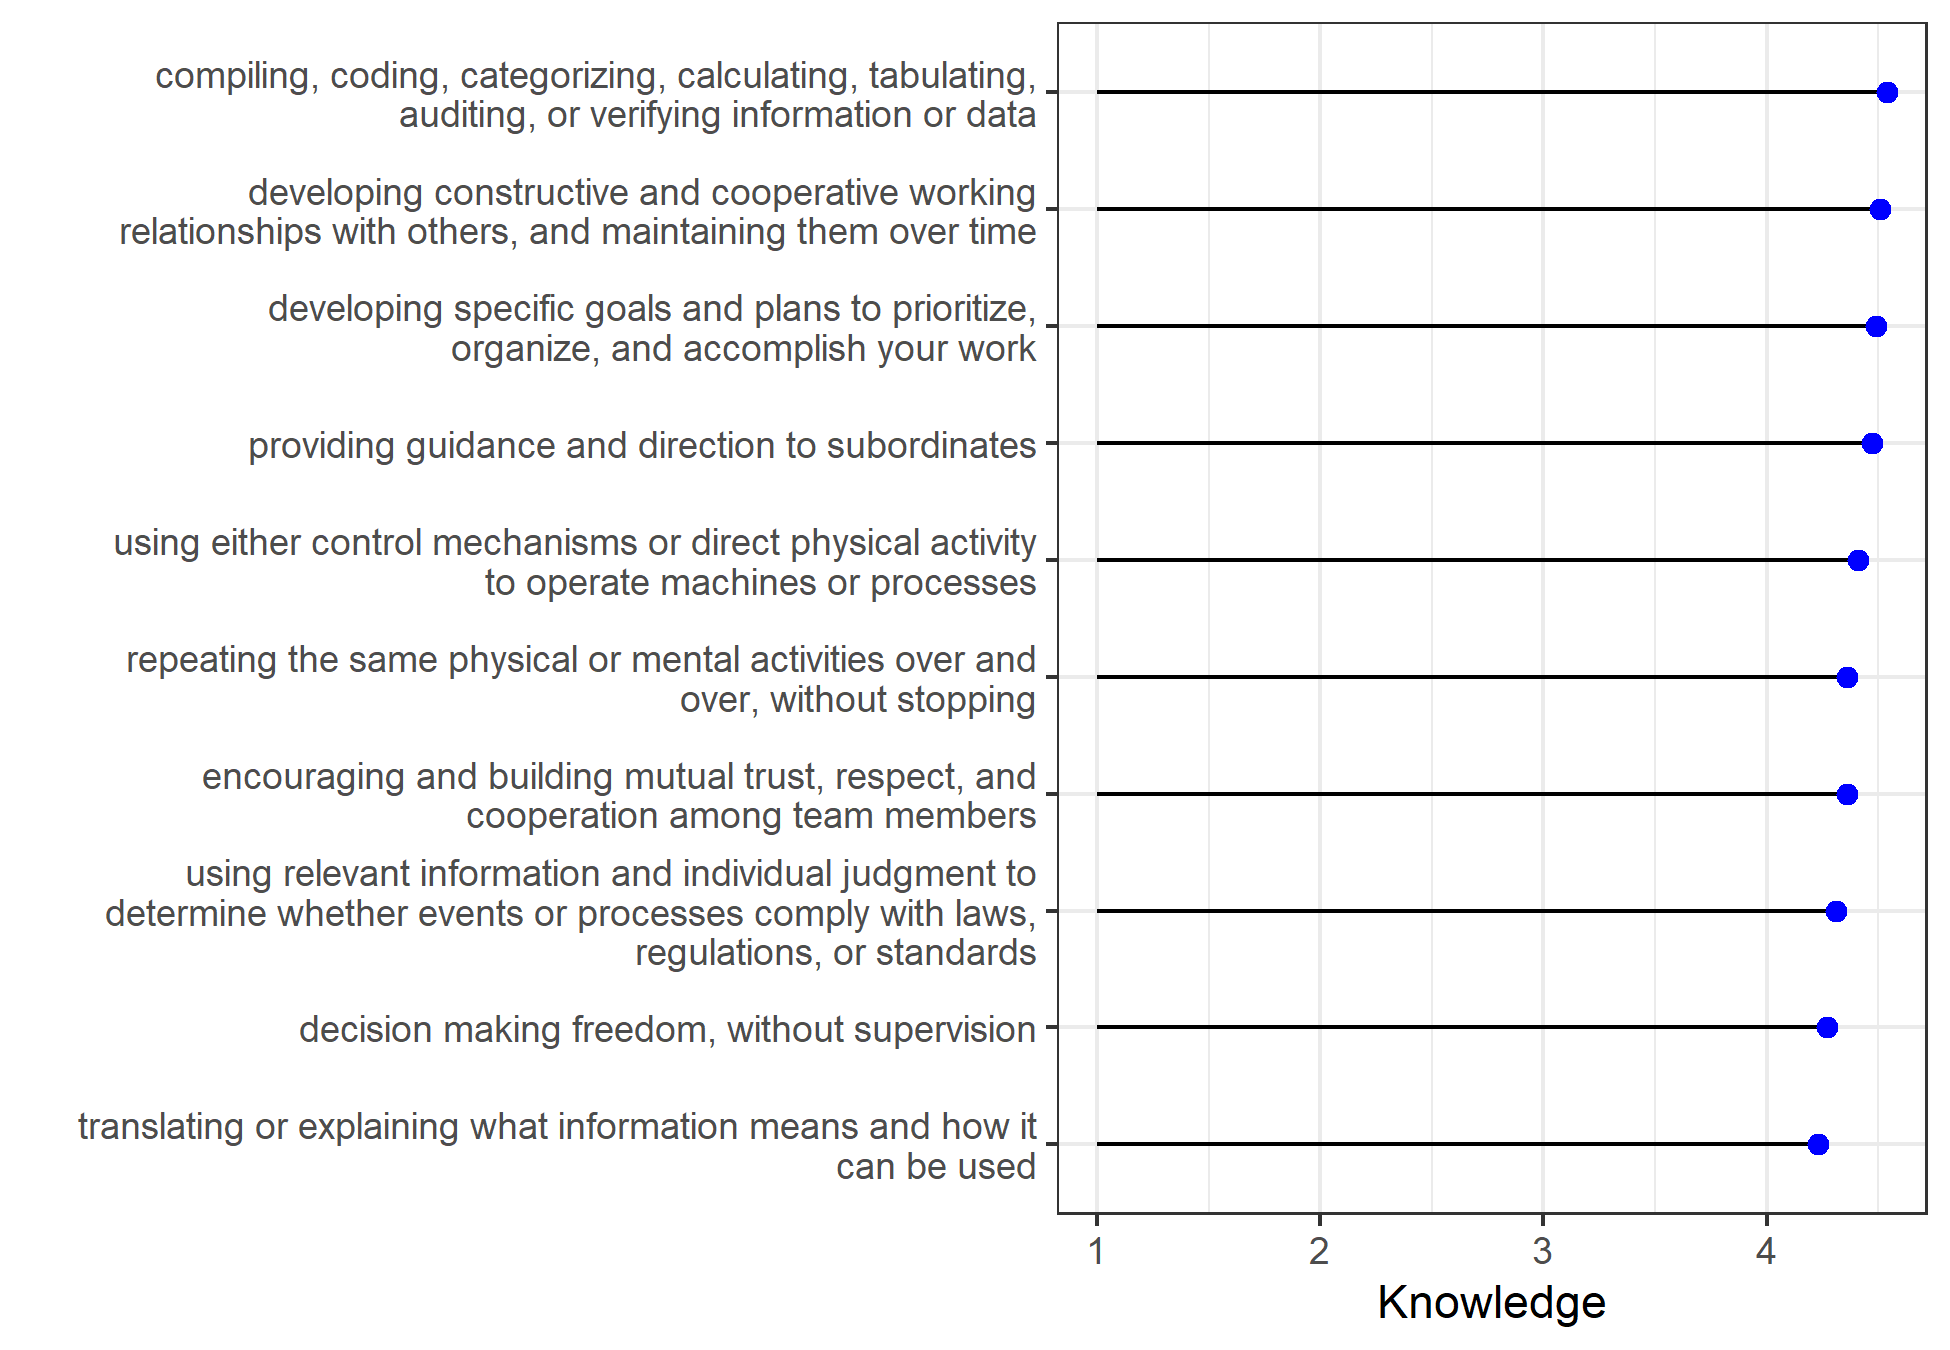 compiling, coding, categorizing, calculating, tabulating,
auditing, or verifying information or data
developing constructive and cooperative working
relationships with others, and maintaining them over time
developing specific goals and plans to prioritize,
organize, and accomplish your work
providing guidance and direction to subordinates
using either control mechanisms or direct physical activity
to operate machines or processes
repeating the same physical or mental activities over and
over, without stopping
encouraging and building mutual trust, respect, and
cooperation among team members
using relevant information and individual judgment to
determine whether events or processes comply with laws,
regulations, or standards
decision making freedom, without supervision
translating or explaining what information means and how it
can be used
1 2 3 4
Knowledge